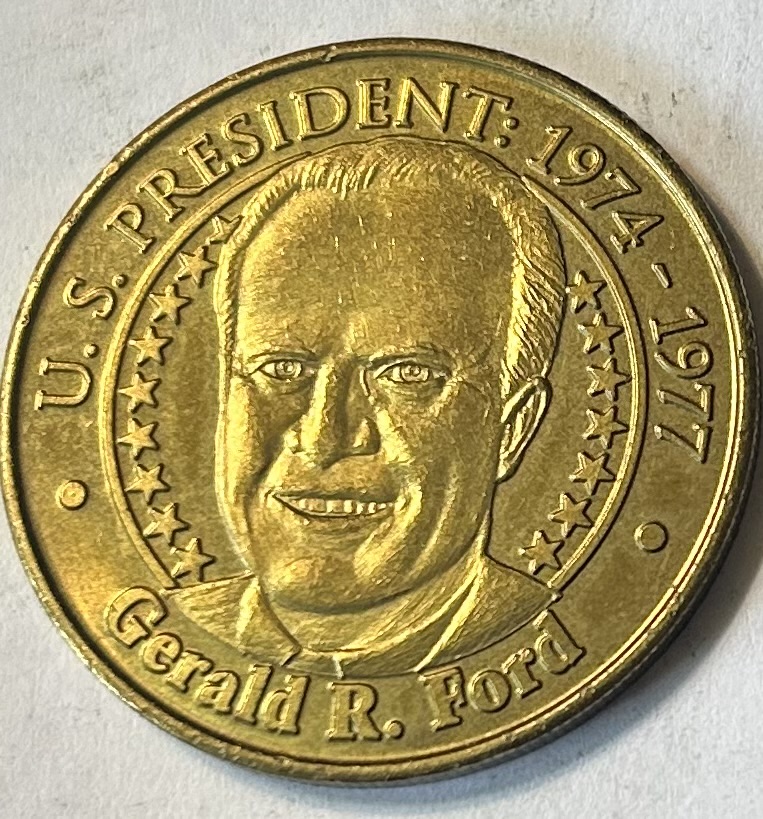 U. S. PRESIDENT: 1974 - 1977
Gerald R. Ford